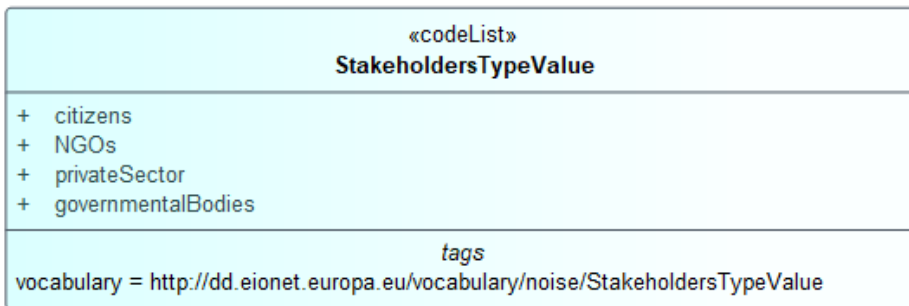 «codeList»
StakeholdersTypeValue
+ citizens
+ NGOs
+ privateSector
+ governmentalBodies
tags
vocabulary = http://dd.eionet.europa.eu/vocabulary/noise/StakeholdersTypeValue